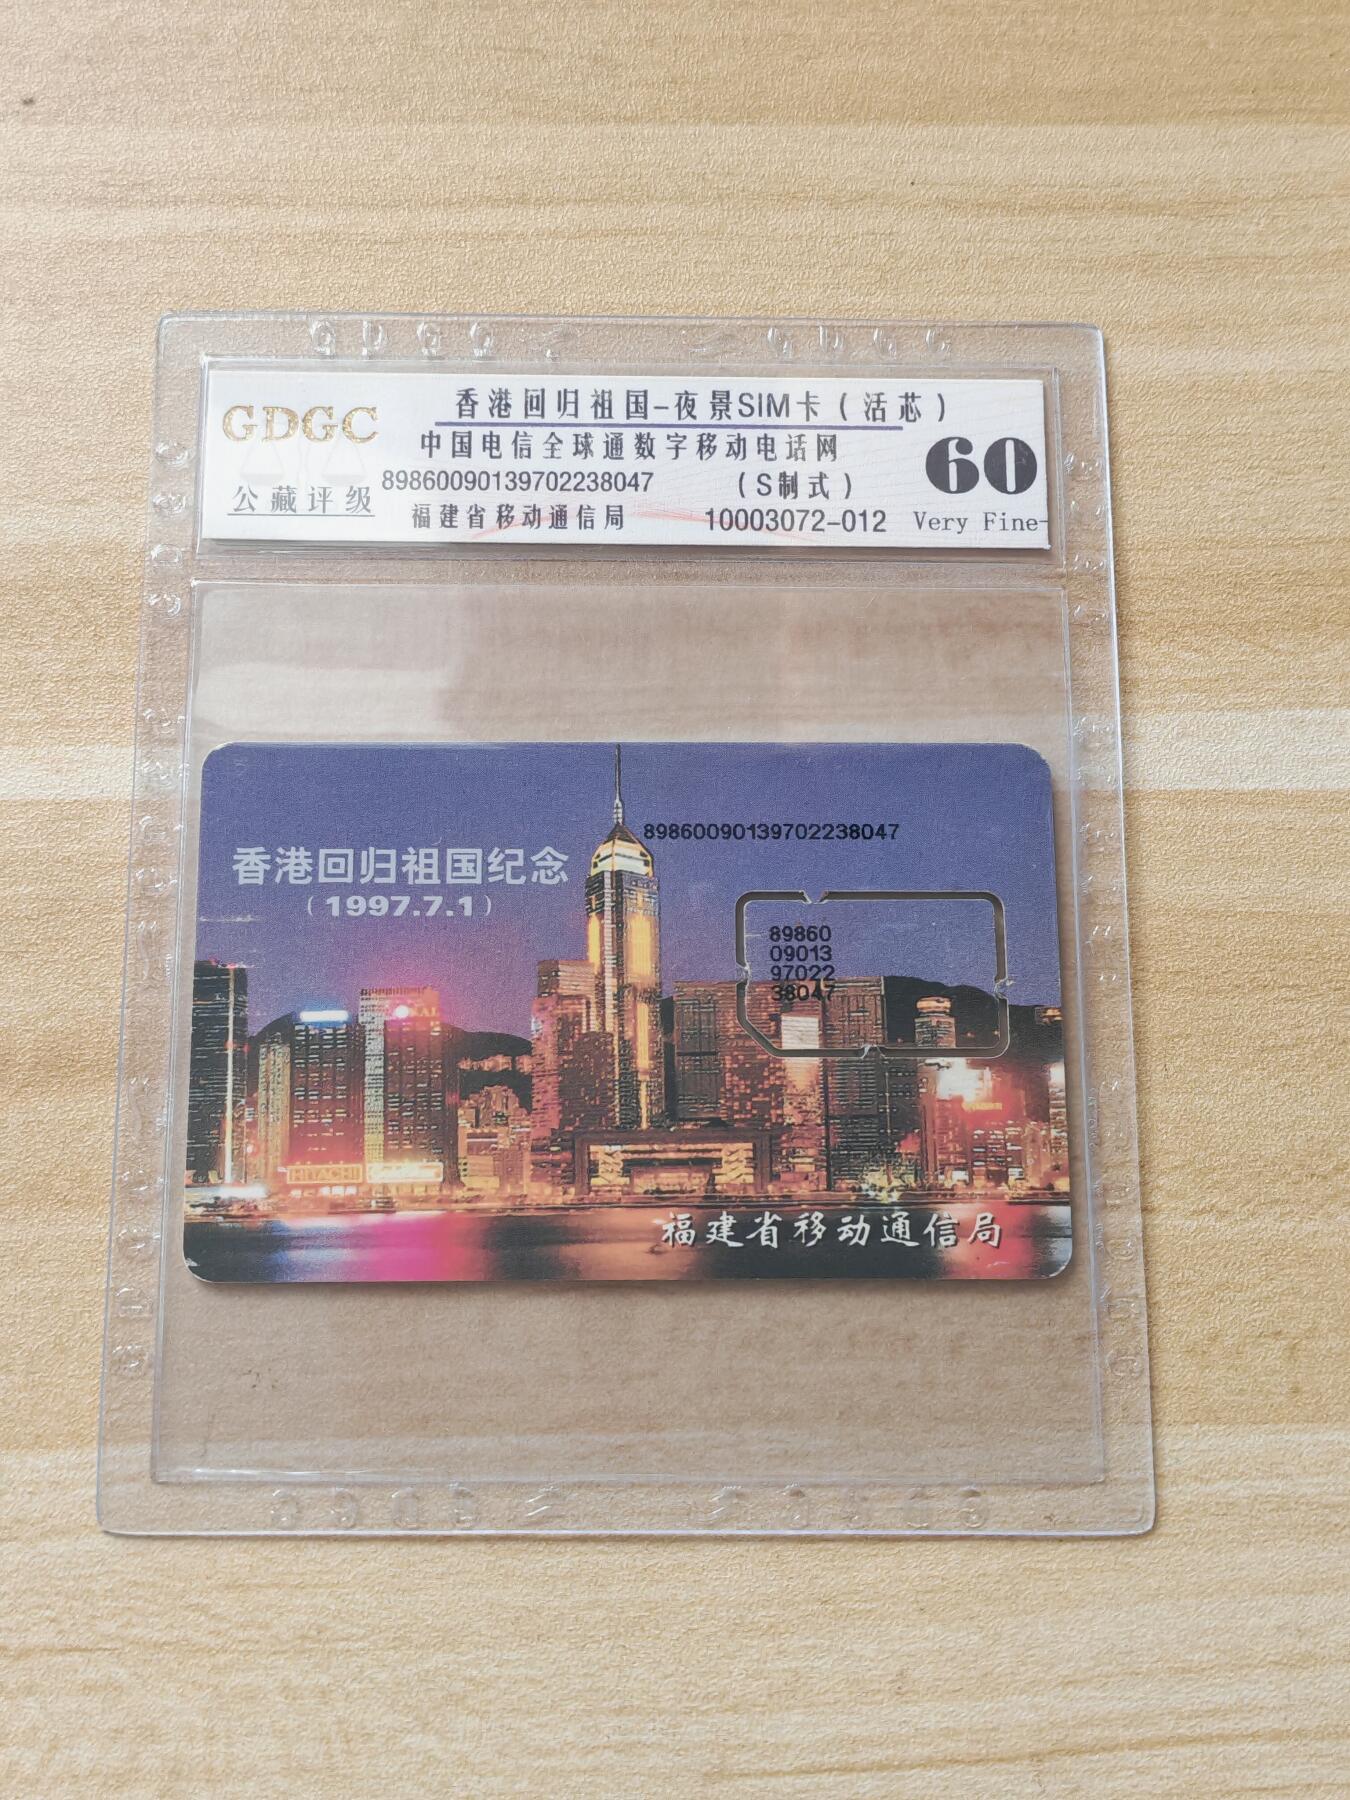 GDGC
公藏评级
香港回归祖国-夜景SIM卡(活芯)
中国电信全球通数字移动电话网
89860090139702238047 (S制式)
福建省移动通信局 10003072-012
60
Very Fine-
89860090139702238047
香港回归祖国纪念
(1997.7.1)
89860
09013
97022
38047
HITACHI
福建省移动通信局